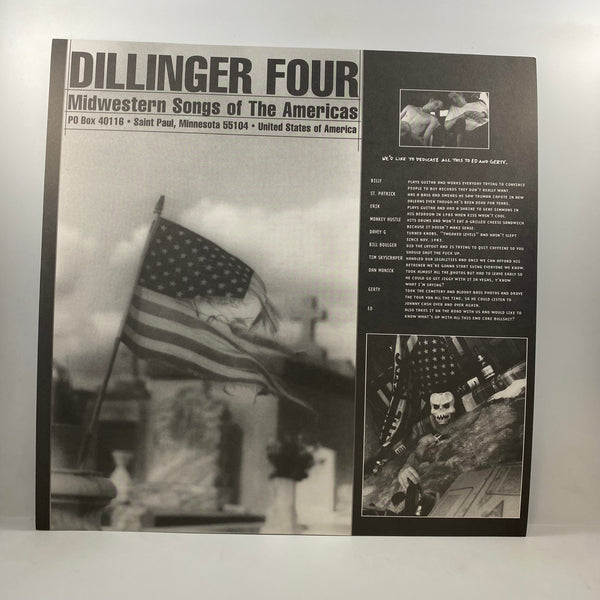 DILLINGER FOUR
Midwestern Songs of The Americas
PO Box 40116 • Saint Paul, Minnesota 55104 • United States of America
WE'D LIKE TO DEDICATE ALL THIS TO ED AND GERTY.
BILLY PLAYS GUITAR AND WORKS EVERYDAY TRYING TO CONVINCE
PEOPLE TO BUY RECORDS THEY DON'T REALLY WANT.
ST. PATRICK HAS A BASS BAD SWEARS HE SAW TRUMAN CAPOTE IN NEW
ORLEANS EVEN THOUGH HE'S BEEN DEAD FOR YEARS.
ERIK PLAYS GUITAR AND HAD A SHRINE TO GENE SIMMONS IN
HIS BEDROOM IN 1982 WHEN KISS WASN'T COOL.
MONKEY HUSTLE HITS DRUMS AND WON'T EAT A GRILLED CHEESE SANDWICH
BECAUSE IT DOESN'T MAKE SENSE.
DAVEY G TURNED KNOBS, "TWEAKED LEVELS" AND HASN'T SLEPT
SINCE NOV. 1983.
BILL BOULGER DID THE LAYOUT AND IS TRYING TO QUIT CAFFEINE SO YOU
SHOULD SHUT THE FUCK UP.
TIM SKYSCRAPER HANDLED OUR LEGALITIES AND ONCE WE CAN AFFORD HIS
RETAINER WE'RE GONNA START SUING EVERYONE WE KNOW.
DAN MONICK TOOK ALMOST ALL THE PHOTOS BUT HAD TO LEAVE EARLY SO
HE COULD GO GET JIGGY WITH IT IN VEGAS, Y'KNOW
WHAT I'M SAYING?
GERTY TOOK THE CEMETERY AND BLOODY BASS PHOTOS AND DROVE
THE TOUR VAN ALL THE TIME, SO HE COULD LISTEN TO
JOHNNY CASH OVER AND OVER AGAIN.
ED ALSO TAKES IT ON THE ROAD WITH US AND WOULD LIKE TO
KNOW WHAT'S UP WITH ALL THIS EMO CORE BULLSHIT?